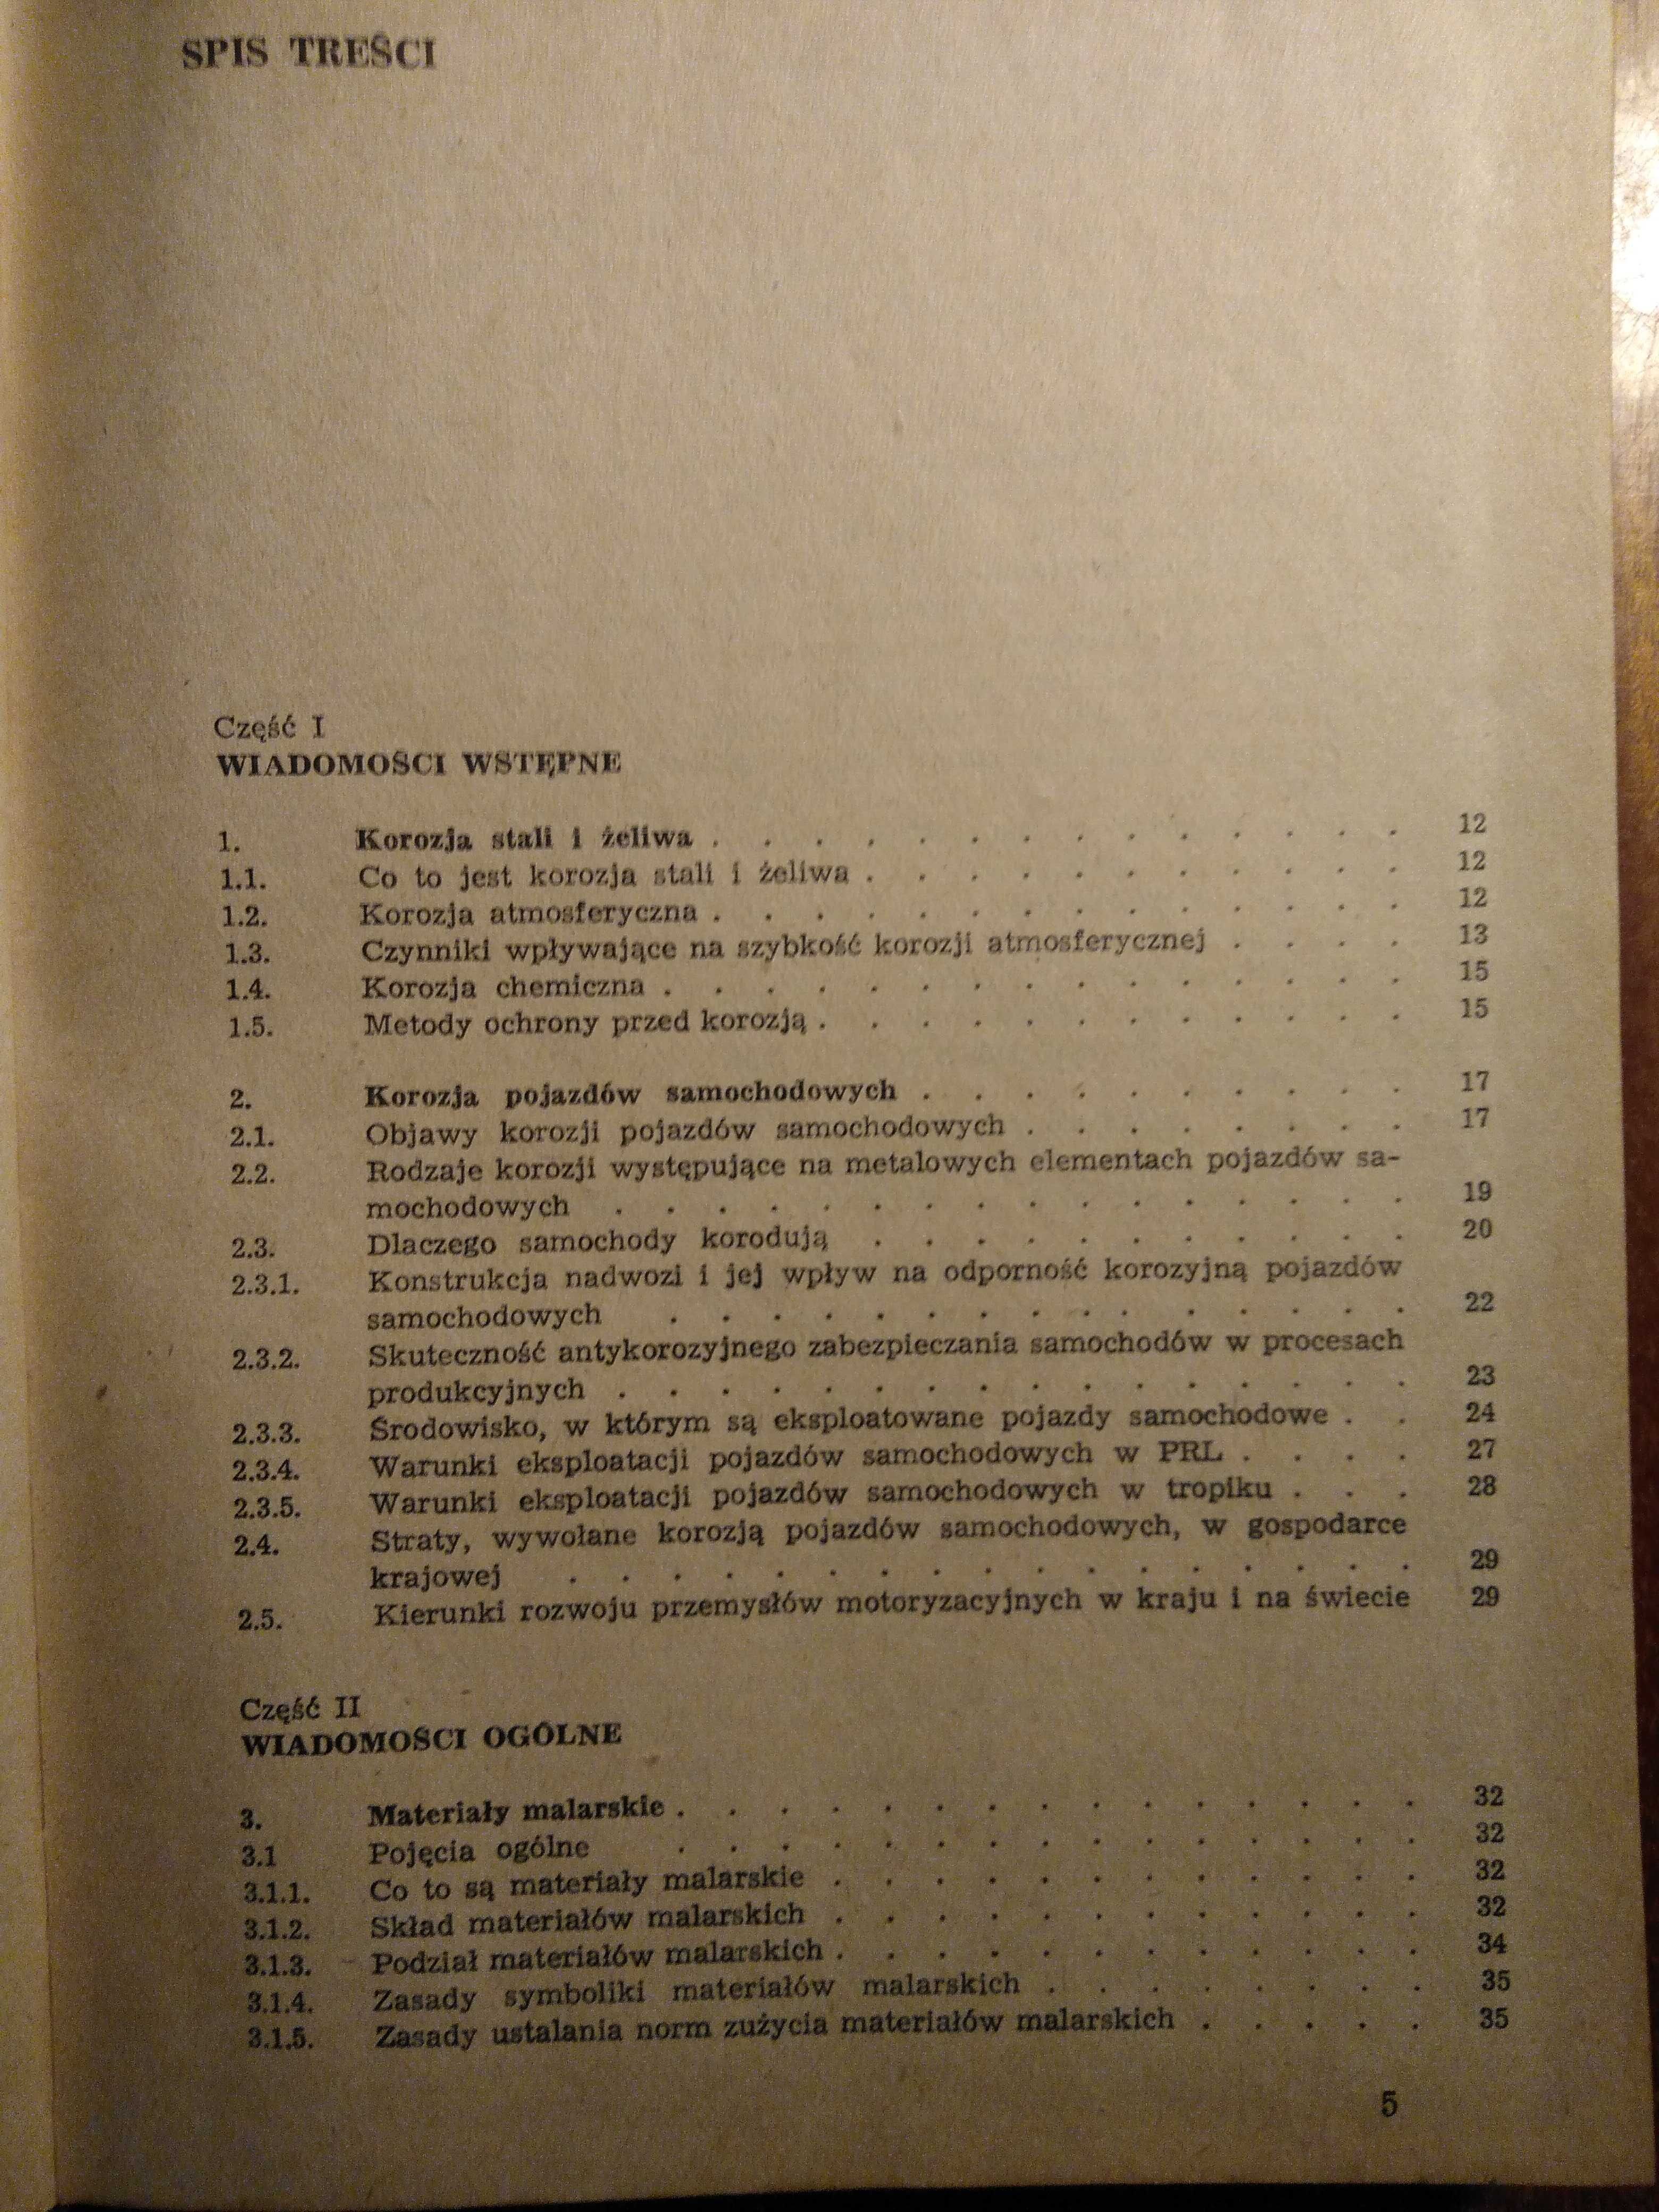 SPIS TREŚCI
Część I
WIADOMOŚCI WSTĘPNE
1. Korozja stali i żeliwa . . . . . . . . . . . . . . 12
1.1. Co to jest korozja stali i żeliwa . . . . . . . . . . . 12
1.2. Korozja atmosferyczna . . . . . . . . . . . . . . 12
1.3. Czynniki wpływające na szybkość korozji atmosferycznej . . . . 13
1.4. Korozja chemiczna . . . . . . . . . . . . . . . 15
1.5. Metody ochrony przed korozją . . . . . . . . . . . . 15
2. Korozja pojazdów samochodowych . . . . . . . . . . 17
2.1. Objawy korozji pojazdów samochodowych . . . . . . . . 17
2.2. Rodzaje korozji występujące na metalowych elementach pojazdów sa-
mochodowych . . . . . . . . . . . . . . . . 19
2.3. Dlaczego samochody korodują . . . . . . . . . . . 20
2.3.1. Konstrukcja nadwozi i jej wpływ na odporność korozyjną pojazdów
samochodowych . . . . . . . . . . . . . . . 22
2.3.2. Skuteczność antykorozyjnego zabezpieczania samochodów w procesach
produkcyjnych . . . . . . . . . . . . . . . . 23
2.3.3. Środowisko, w którym są eksploatowane pojazdy samochodowe . . 24
2.3.4. Warunki eksploatacji pojazdów samochodowych w PRL . . . . 27
2.3.5. Warunki eksploatacji pojazdów samochodowych w tropiku . . . 28
2.4. Straty, wywołane korozją pojazdów samochodowych, w gospodarce
krajowej . . . . . . . . . . . . . . . . . 29
2.5. Kierunki rozwoju przemysłów motoryzacyjnych w kraju i na świecie 29
Część II
WIADOMOŚCI OGÓLNE
3. Materiały malarskie . . . . . . . . . . . . . . . 32
3.1 Pojęcia ogólne . . . . . . . . . . . . . . . 32
3.1.1. Co to są materiały malarskie . . . . . . . . . . . . 32
3.1.2. Skład materiałów malarskich . . . . . . . . . . . . 32
3.1.3. Podział materiałów malarskich . . . . . . . . . . . . 34
3.1.4. Zasady symboliki materiałów malarskich . . . . . . . . 35
3.1.5. Zasady ustalania norm zużycia materiałów malarskich . . . . . 35
5